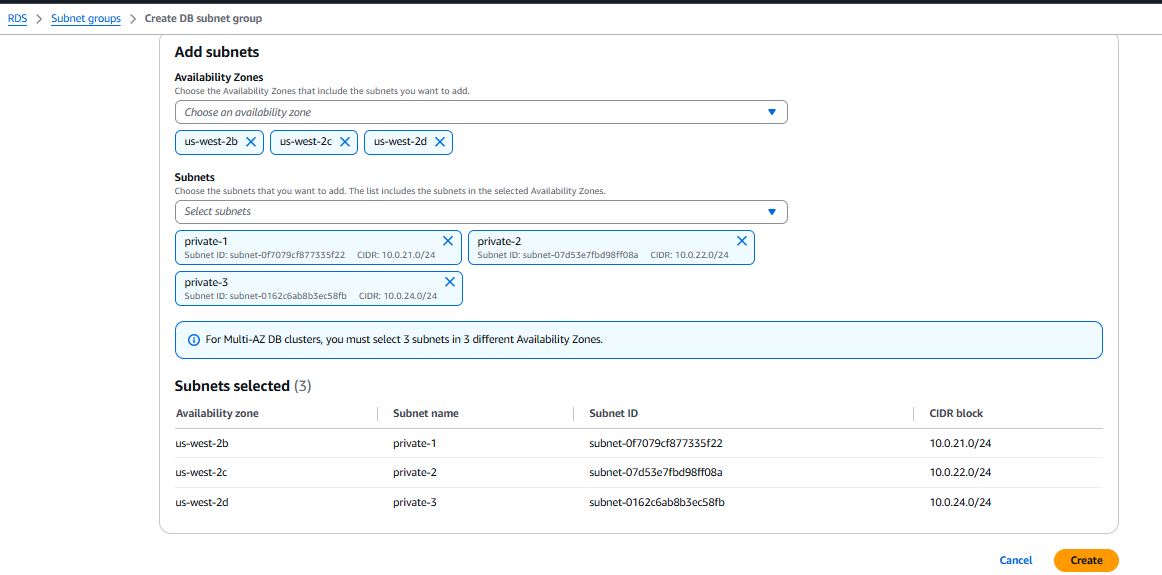 RDS > Subnet groups > Create DB subnet group
Add subnets
Availability Zones
Choose the Availability Zones that include the subnets you want to add.
Choose an availability zone
us-west-2b us-west-2c us-west-2d
Subnets
Choose the subnets that you want to add. The list includes the subnets in the selected Availability Zones.
Select subnets
private-1 private-2
Subnet ID: subnet-0f7079cf877335f22 CIDR: 10.0.21.0/24 Subnet ID: subnet-07d53e7fbd98ff08a CIDR: 10.0.22.0/24
private-3
Subnet ID: subnet-0162c6ab8b3ec58fb CIDR: 10.0.24.0/24
For Multi-AZ DB clusters, you must select 3 subnets in 3 different Availability Zones.
Subnets selected (3)
Availability zone Subnet name Subnet ID CIDR block
us-west-2b private-1 subnet-0f7079cf877335f22 10.0.21.0/24
us-west-2c private-2 subnet-07d53e7fbd98ff08a 10.0.22.0/24
us-west-2d private-3 subnet-0162c6ab8b3ec58fb 10.0.24.0/24
Cancel Create